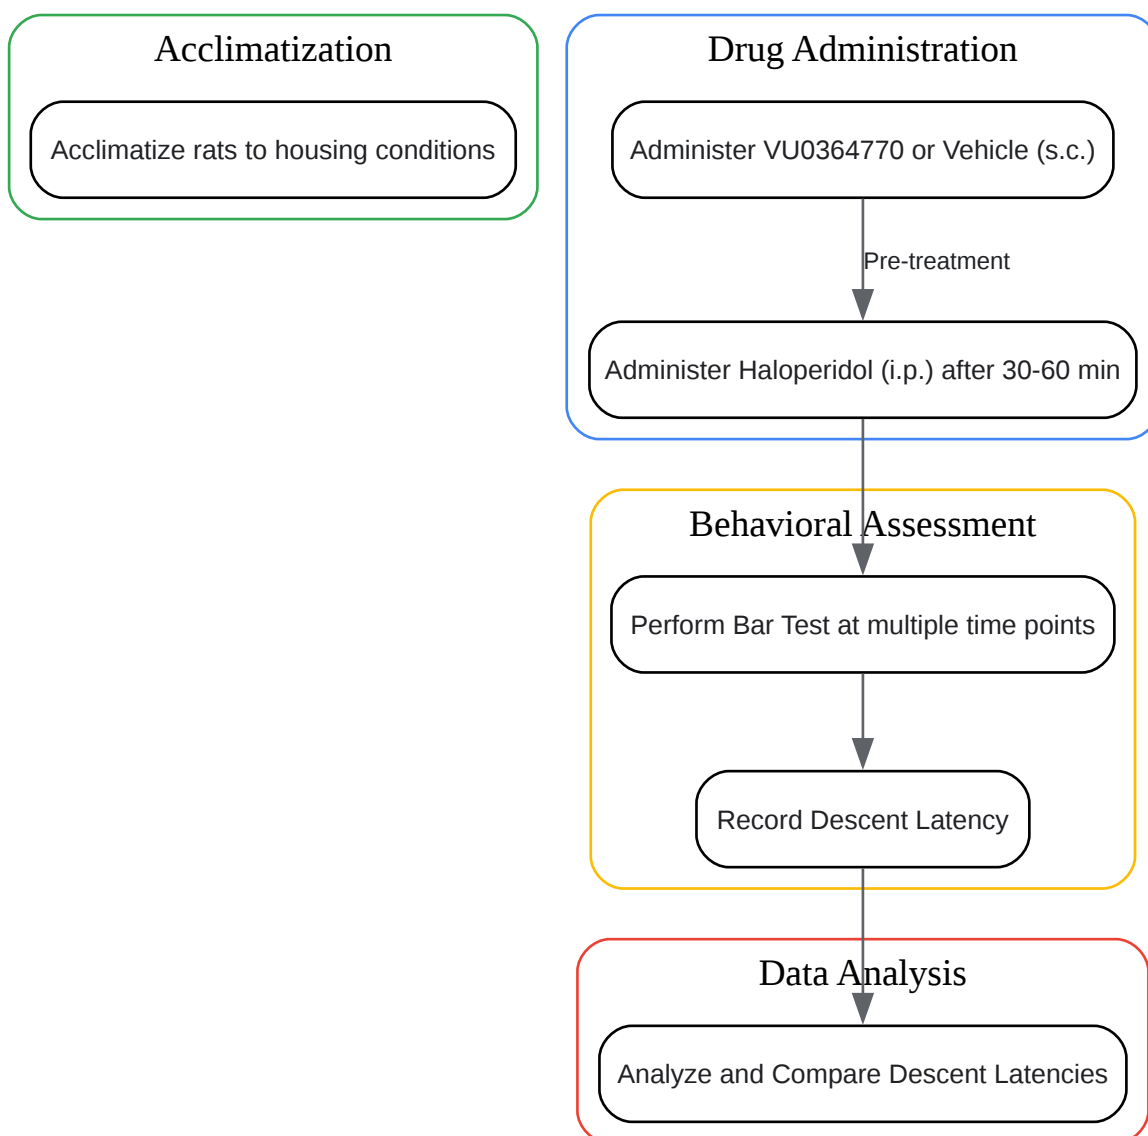 Acclimatization
Acclimatize rats to housing conditions
Drug Administration
Administer VU0364770 or Vehicle (s.c.)
Pre-treatment
Administer Haloperidol (i.p.) after 30-60 min
Behavioral Assessment
Perform Bar Test at multiple time points
Record Descent Latency
Data Analysis
Analyze and Compare Descent Latencies